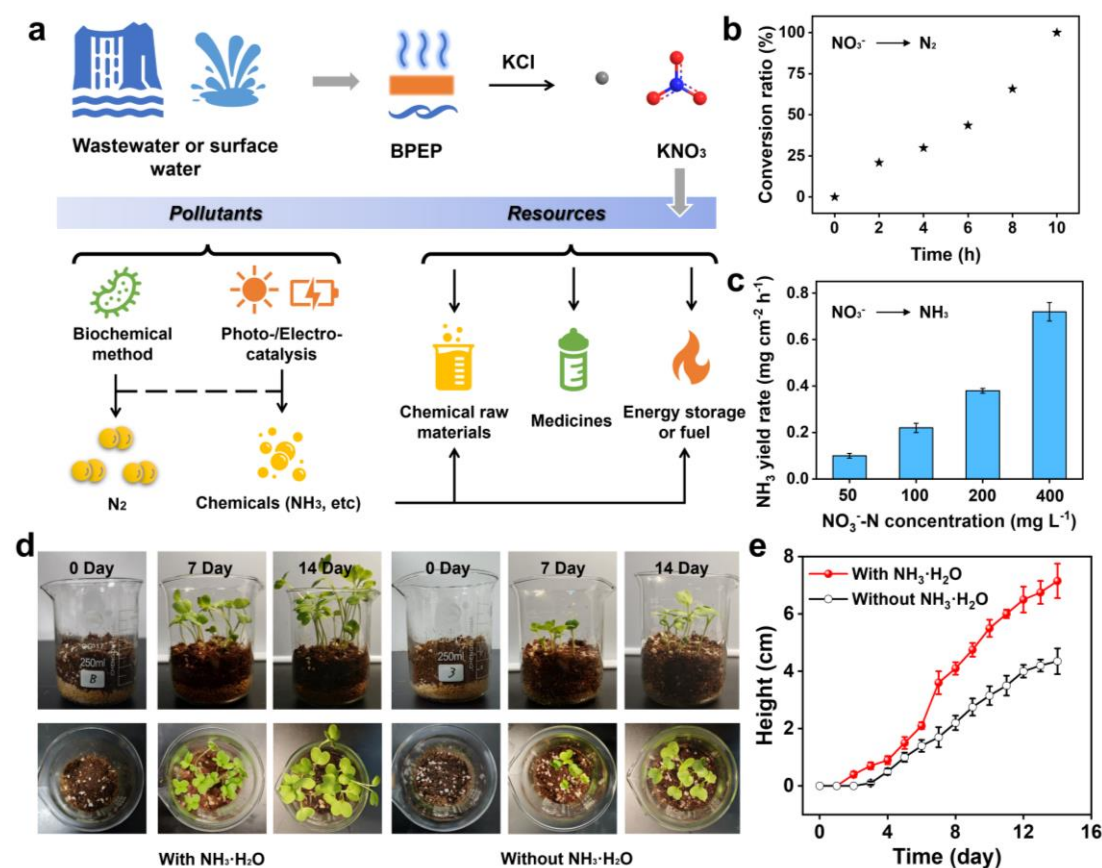 a
Wastewater or surface
water
BPEP
KCl
KNO₃
Pollutants
Resources
Biochemical
method
Photo-/Electro-
catalysis
N₂
Chemicals (NH₃, etc)
Chemical raw
materials
Medicines
Energy storage
or fuel
b
NO₃⁻ → N₂
Conversion ratio (%)
100
75
50
25
0
0 2 4 6 8 10
Time (h)
c
NO₃⁻ → NH₃
NH₃ yield rate (mg cm⁻² h⁻¹)
0.8
0.4
0.2
0.0
50 100 200 400
NO₃⁻-N concentration (mg L⁻¹)
d
0 Day 7 Day 14 Day 0 Day 7 Day 14 Day
250ml
B
250ml
3
With NH₃·H₂O
Without NH₃·H₂O
e
With NH₃·H₂O
Without NH₃·H₂O
Height (cm)
8
6
4
2
0
0 4 8 12 16
Time (day)